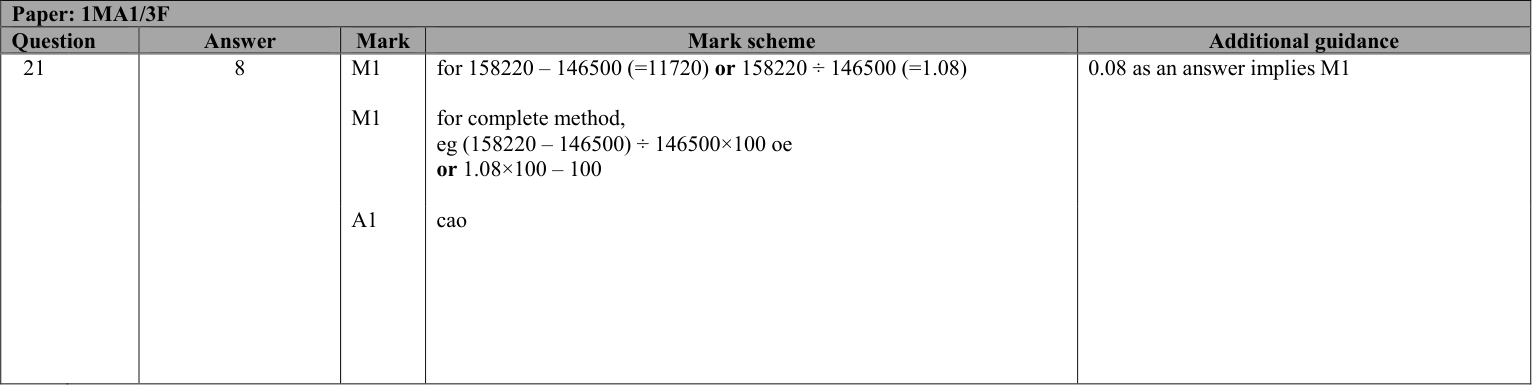 Paper: 1MA1/3F
Question Answer Mark Mark scheme Additional guidance
21 8 M1 for 158220 – 146500 (=11720) or 158220 ÷ 146500 (=1.08) 0.08 as an answer implies M1
M1 for complete method,
eg (158220 – 146500) ÷ 146500×100 oe
or 1.08×100 – 100
A1 cao